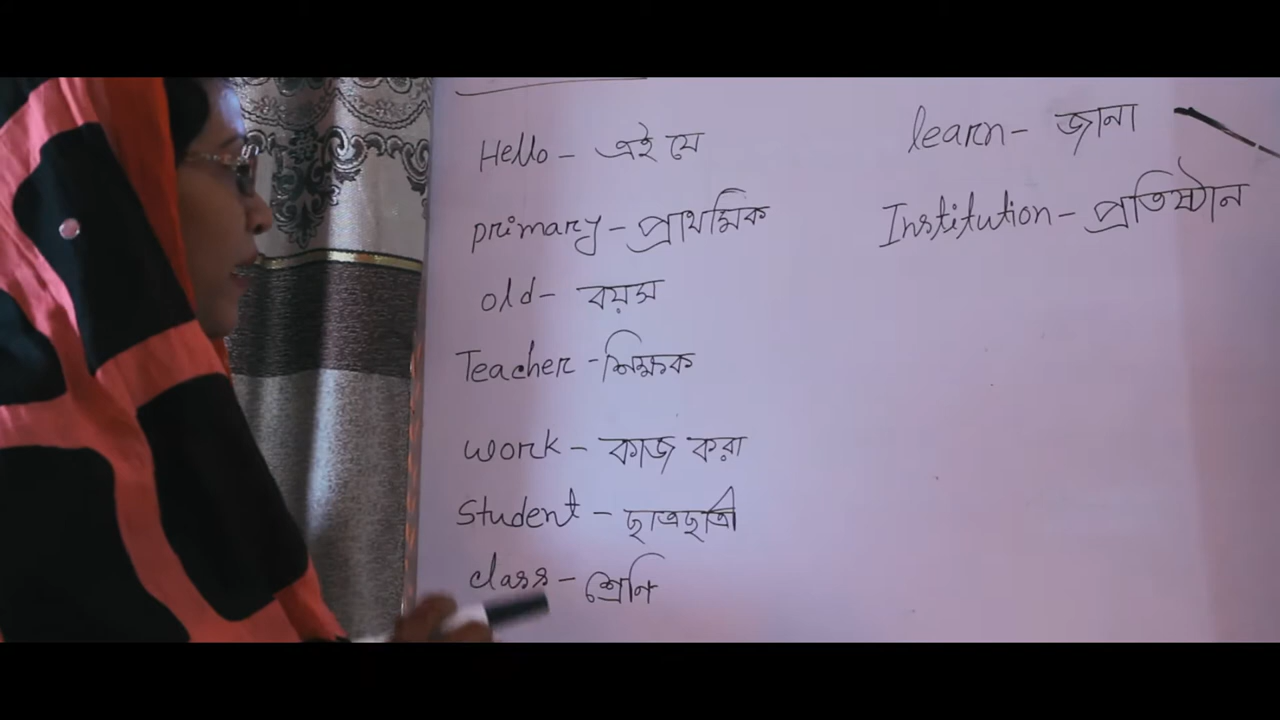 Hello - এই যে
primary - প্রাথমিক
old - বয়স
Teacher - শিক্ষক
work - কাজ করা
Student - ছাত্রছাত্রী
class - শ্রেণি
learn - জানা
Institution - প্রতিষ্ঠান